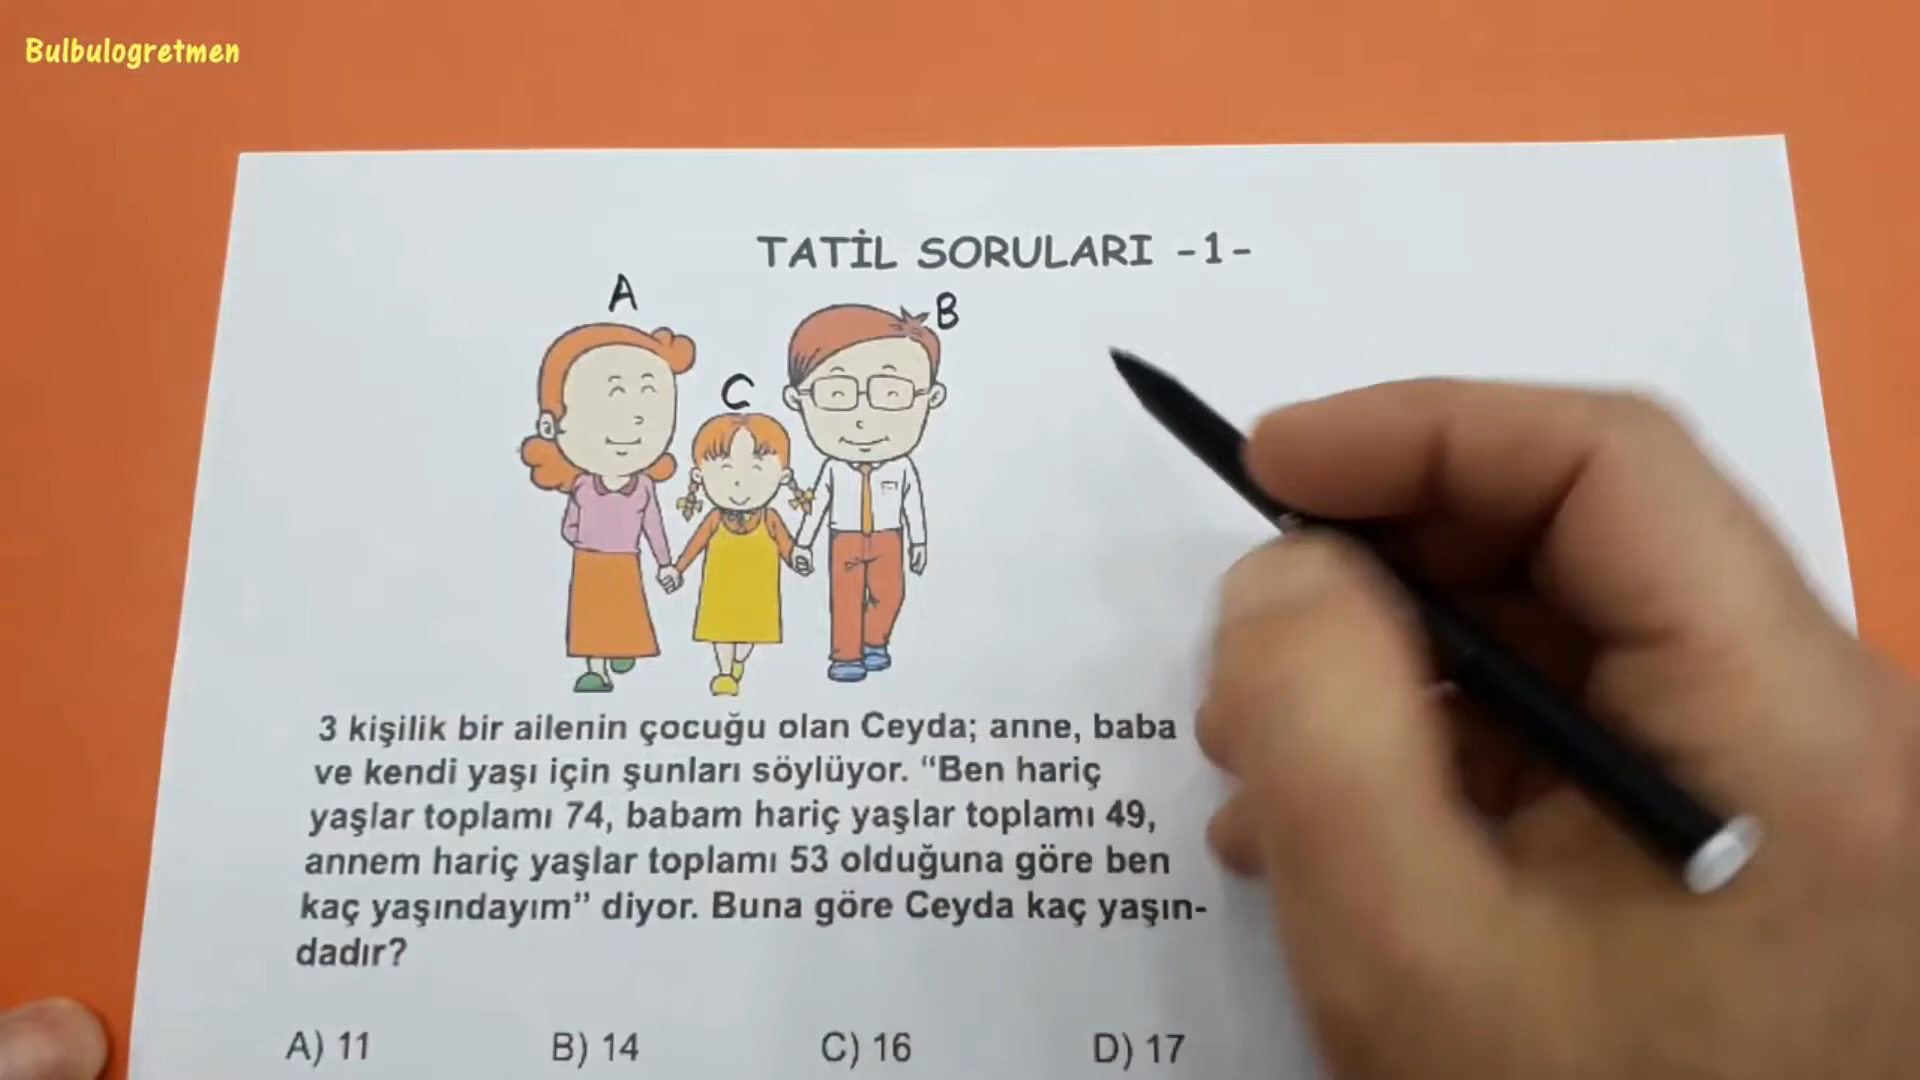 Bulbulogretmen
TATİL SORULARI -1-
A
B
C
3 kişilik bir ailenin çocuğu olan Ceyda; anne, baba
ve kendi yaşı için şunları söylüyor. “Ben hariç
yaşlar toplamı 74, babam hariç yaşlar toplamı 49,
annem hariç yaşlar toplamı 53 olduğuna göre ben
kaç yaşındayım” diyor. Buna göre Ceyda kaç yaşın-
dadır?
A) 11 B) 14 C) 16 D) 17